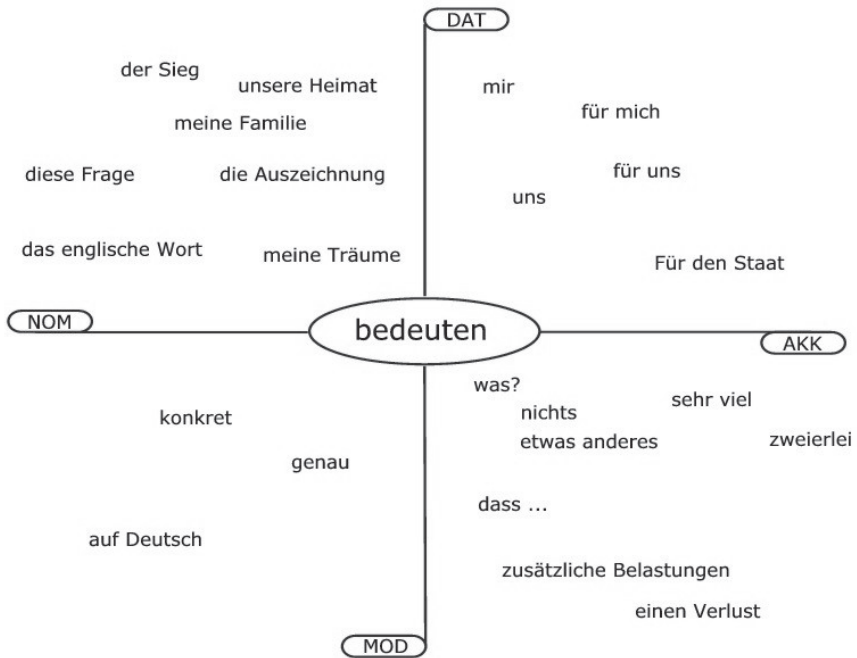 DAT
der Sieg
unsere Heimat
mir
für mich
meine Familie
diese Frage
die Auszeichnung
für uns
uns
das englische Wort
meine Träume
Für den Staat
NOM
bedeuten
AKK
was?
nichts
sehr viel
konkret
etwas anderes
zweierlei
genau
dass ...
auf Deutsch
zusätzliche Belastungen
einen Verlust
MOD